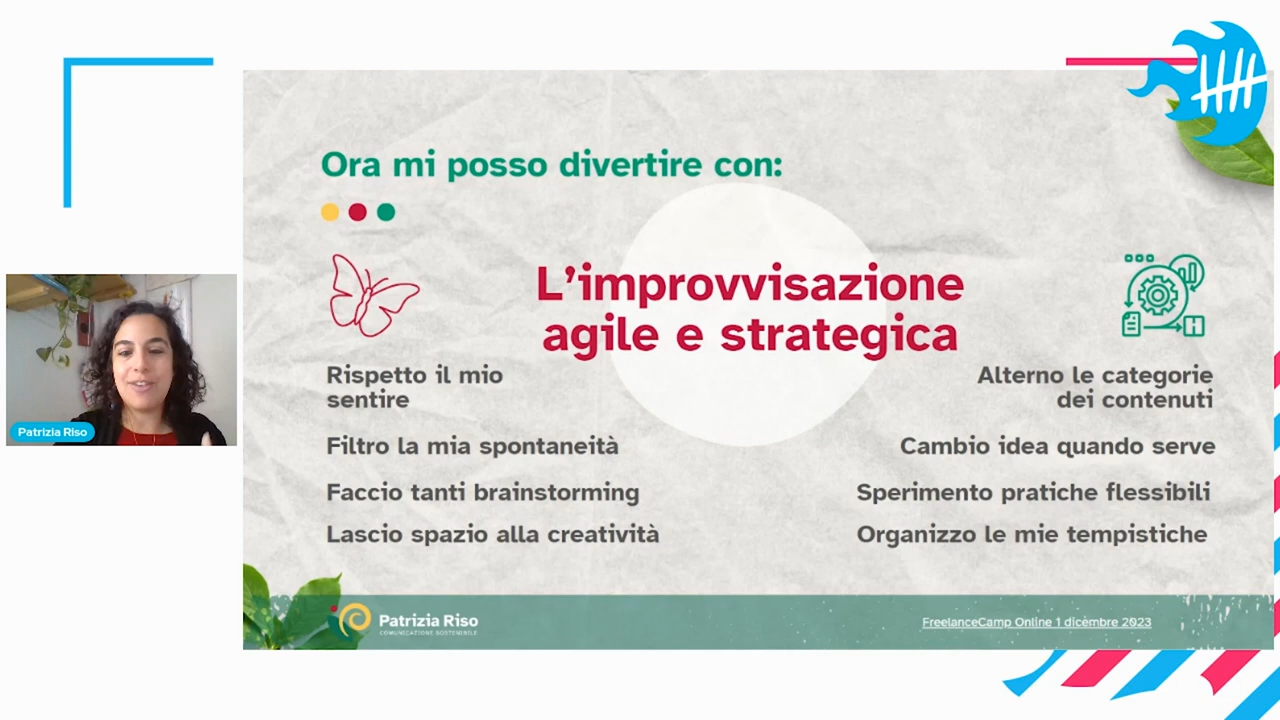 Ora mi posso divertire con:
L'improvvisazione
agile e strategica
Rispetto il mio
sentire
Filtro la mia spontaneità
Faccio tanti brainstorming
Lascio spazio alla creatività
Alterno le categorie
dei contenuti
Cambio idea quando serve
Sperimento pratiche flessibili
Organizzo le mie tempistiche
Patrizia Riso
Patrizia Riso
COMUNICAZIONE SOSTENIBILE
FreelanceCamp Online 1 dicembre 2023